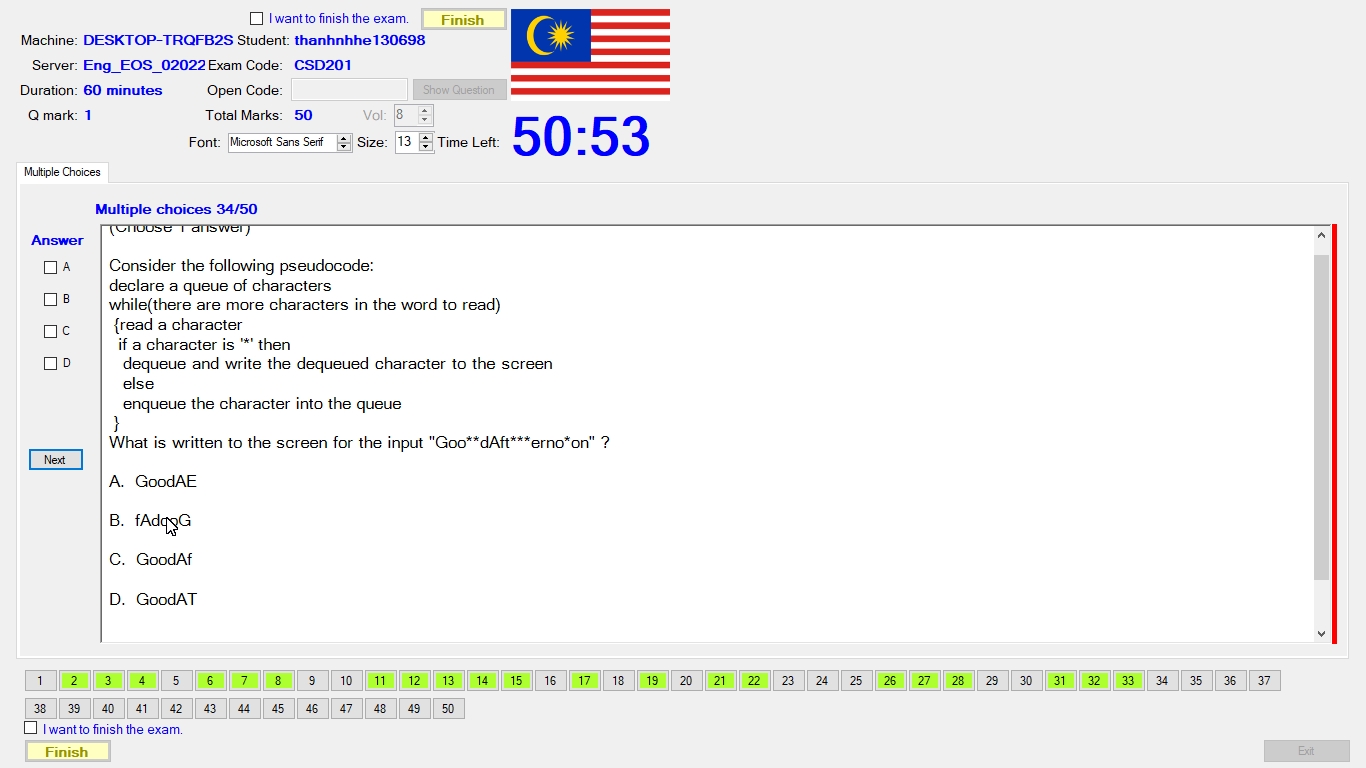 I want to finish the exam. Finish
Machine: DESKTOP-TRQFB2S Student: thanhnhhe130698
Server: Eng_EOS_02022 Exam Code: CSD201
Duration: 60 minutes Open Code: Show Question
Q mark: 1 Total Marks: 50 Vol: 8
Font: Microsoft Sans Serif Size: 13 Time Left: 50:53
Multiple Choices
Multiple choices 34/50
Answer
A
B
C
D
Next
(Choose 1 answer)
Consider the following pseudocode:
declare a queue of characters
while(there are more characters in the word to read)
{read a character
if a character is '*' then
dequeue and write the dequeued character to the screen
else
enqueue the character into the queue
}
What is written to the screen for the input "Goo**dAft***erno*on" ?
A. GoodAE
B. fAdooG
C. GoodAf
D. GoodAT
1 2 3 4 5 6 7 8 9 10 11 12 13 14 15 16 17 18 19 20 21 22 23 24 25 26 27 28 29 30 31 32 33 34 35 36 37
38 39 40 41 42 43 44 45 46 47 48 49 50
I want to finish the exam.
Finish Exit